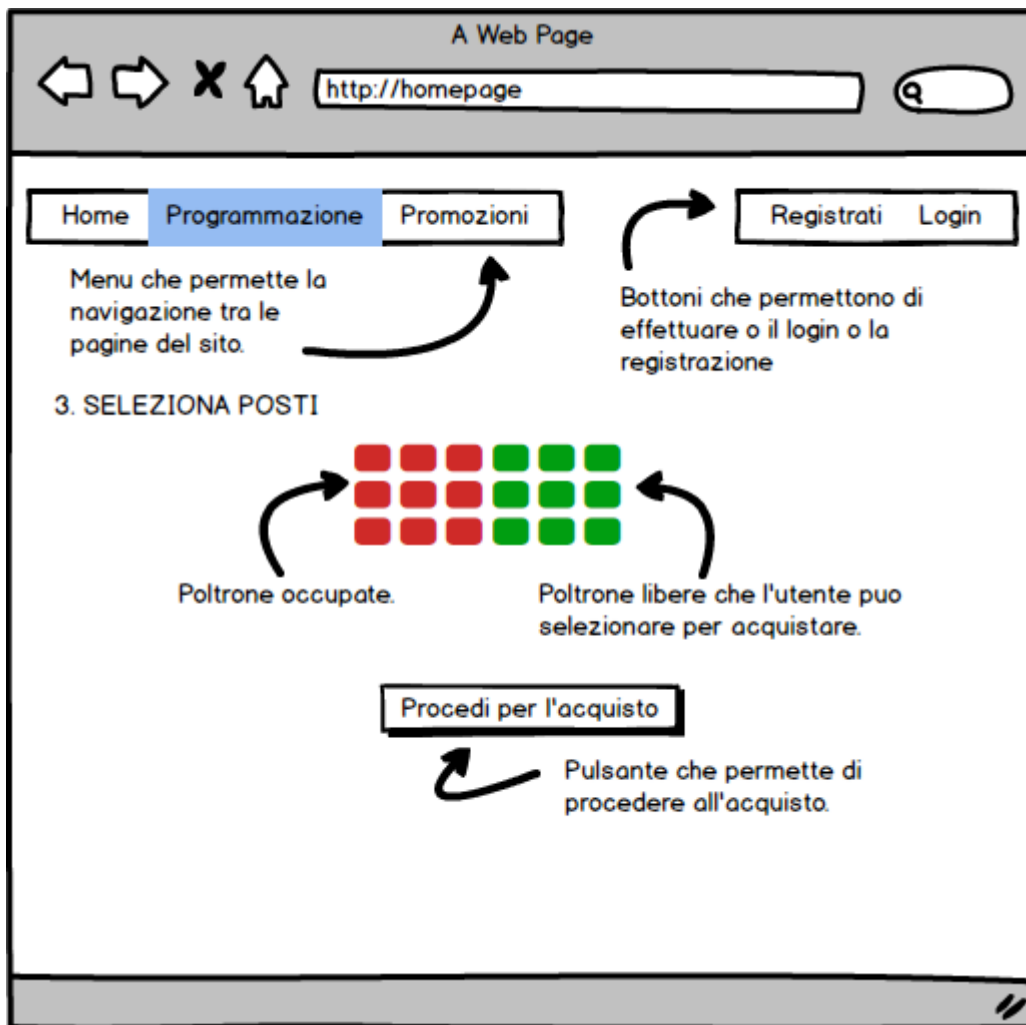 A Web Page
http://homepage
Home Programmazione Promozioni
Registrati Login
Menu che permette la
navigazione tra le
pagine del sito.
Bottoni che permettono di
effettuare o il login o la
registrazione
3. SELEZIONA POSTI
Poltrone occupate.
Poltrone libere che l'utente puo
selezionare per acquistare.
Procedi per l'acquisto
Pulsante che permette di
procedere all'acquisto.